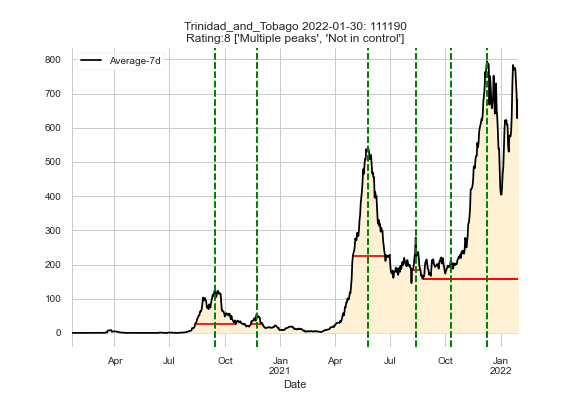 Trinidad_and_Tobago 2022-01-30: 111190
Rating:8 ['Multiple peaks', 'Not in control']
Average-7d
800
700
600
500
400
300
200
100
0
Apr Jul Oct Jan Apr Jul Oct Jan
2021 2022
Date